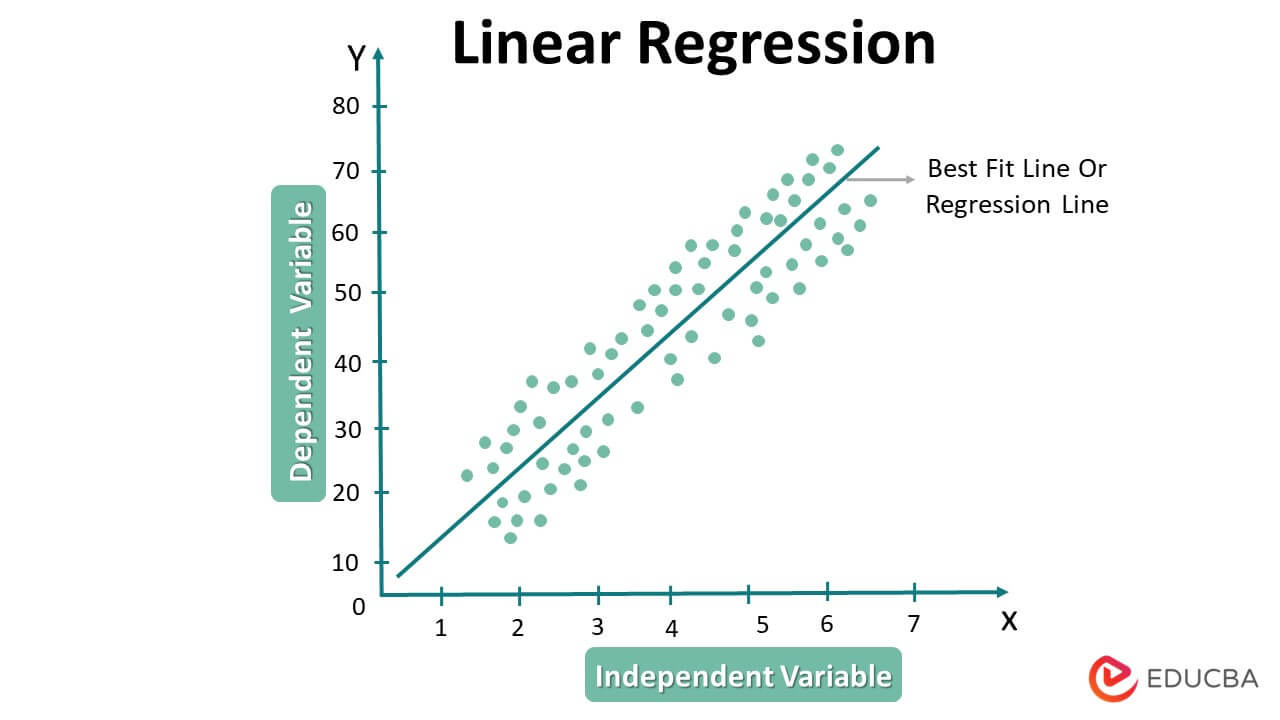 Linear Regression
Y
80
70
60
50
40
30
20
10
0
Dependent Variable
Best Fit Line Or
Regression Line
1 2 3 4 5 6 7
X
Independent Variable
EDUCBA